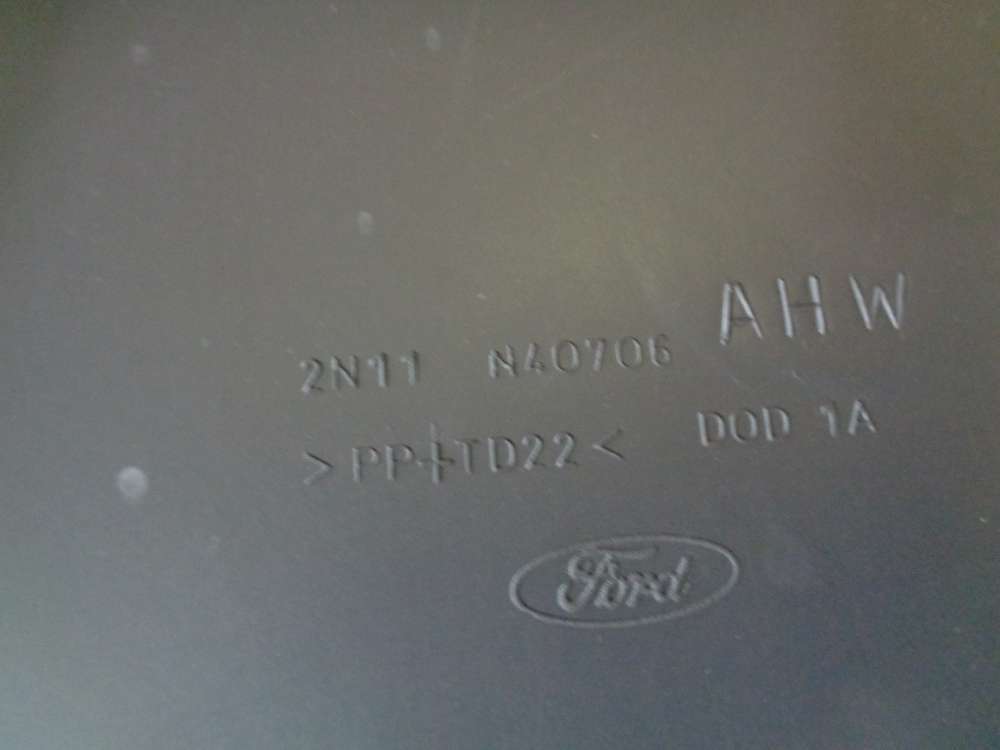 AHW
2N11 N40706
>PP+TD22< DOD 1A
Ford